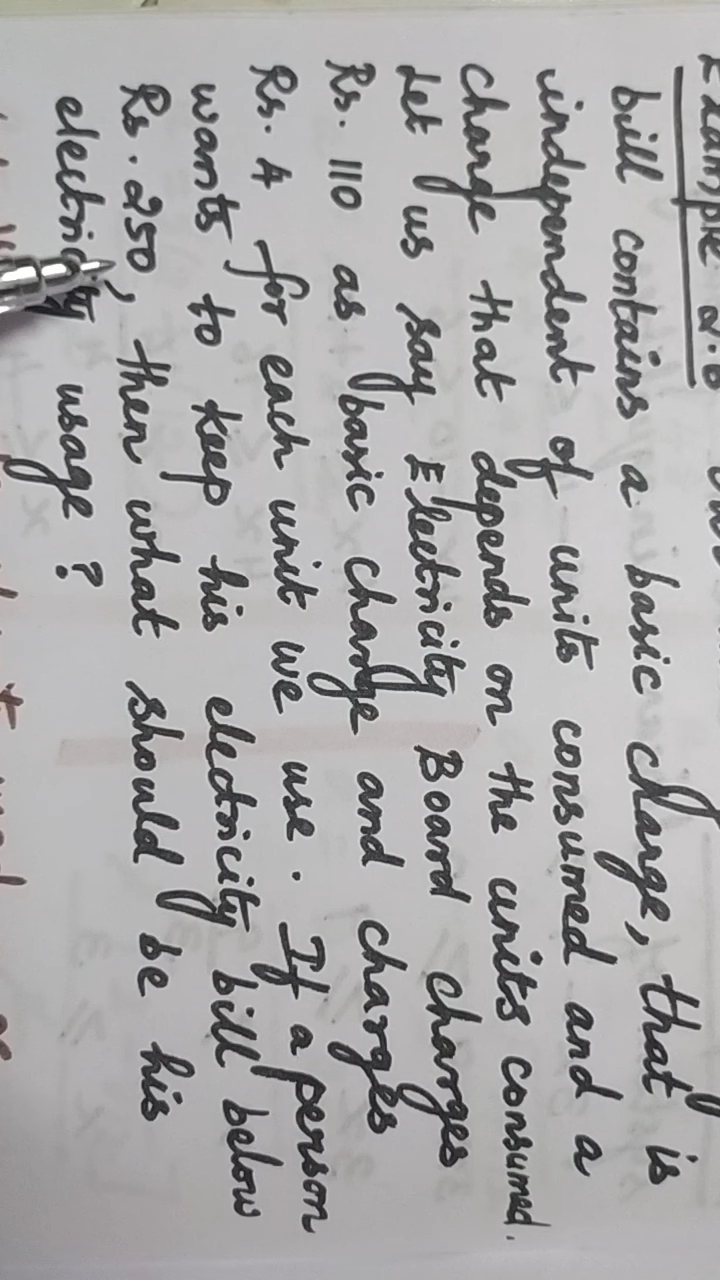 Example 2.6
bill contains a basic charge, that is
independent of units consumed and a
charge that depends on the units consumed.
Let us say Electricity Board charges
Rs. 110 as basic charge and charges
Rs. 4 for each unit we use. If a person
wants to keep his electricity bill below
Rs. 250, then what should be his
electricity usage?